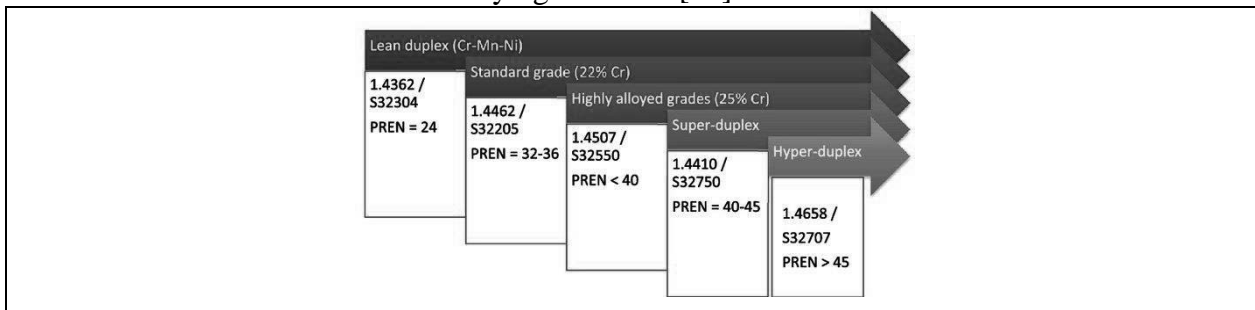 Lean duplex (Cr-Mn-Ni)
1.4362 /
S32304
PREN = 24
Standard grade (22% Cr)
1.4462 /
S32205
PREN = 32-36
Highly alloyed grades (25% Cr)
1.4507 /
S32550
PREN < 40
Super-duplex
1.4410 /
S32750
PREN = 40-45
Hyper-duplex
1.4658 /
S32707
PREN > 45